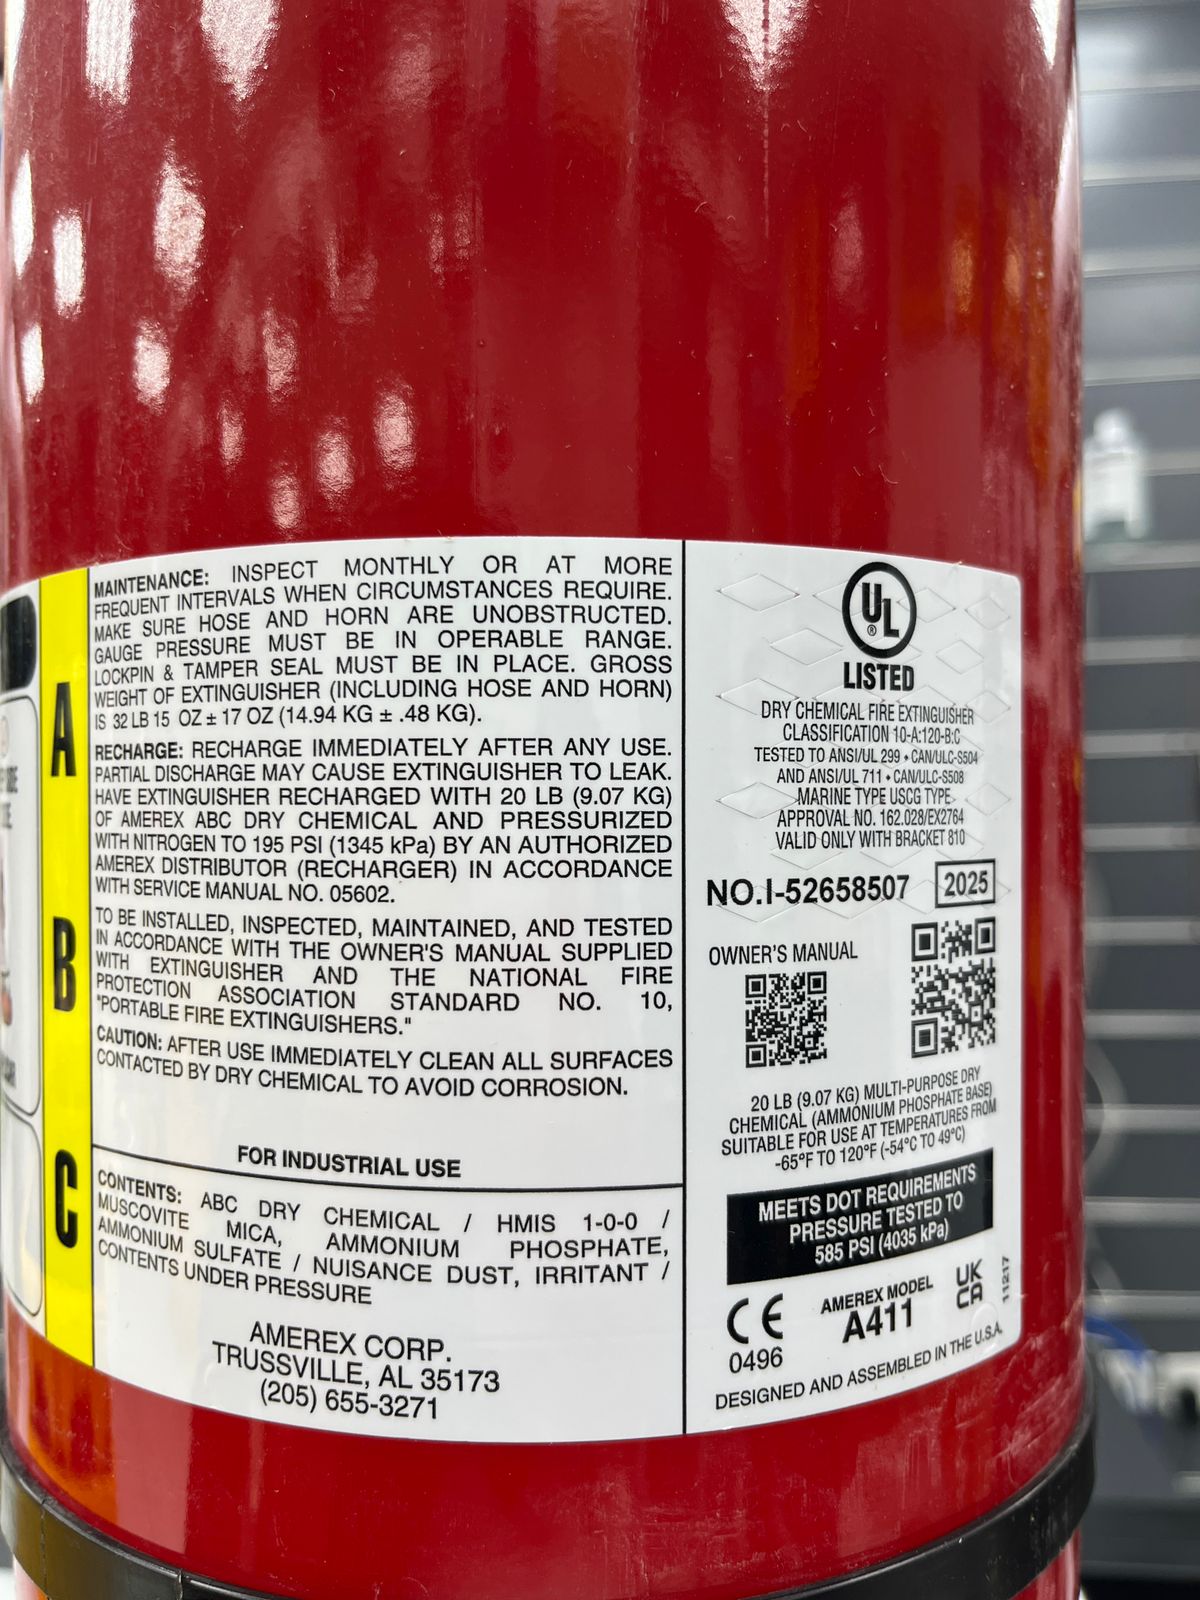 A
B
C
MAINTENANCE: INSPECT MONTHLY OR AT MORE
FREQUENT INTERVALS WHEN CIRCUMSTANCES REQUIRE.
MAKE SURE HOSE AND HORN ARE UNOBSTRUCTED.
GAUGE PRESSURE MUST BE IN OPERABLE RANGE.
LOCKPIN & TAMPER SEAL MUST BE IN PLACE. GROSS
WEIGHT OF EXTINGUISHER (INCLUDING HOSE AND HORN)
IS 32 LB 15 OZ ± 17 OZ (14.94 KG ± .48 KG).
RECHARGE: RECHARGE IMMEDIATELY AFTER ANY USE.
PARTIAL DISCHARGE MAY CAUSE EXTINGUISHER TO LEAK.
HAVE EXTINGUISHER RECHARGED WITH 20 LB (9.07 KG)
OF AMEREX ABC DRY CHEMICAL AND PRESSURIZED
WITH NITROGEN TO 195 PSI (1345 kPa) BY AN AUTHORIZED
AMEREX DISTRIBUTOR (RECHARGER) IN ACCORDANCE
WITH SERVICE MANUAL NO. 05602.
TO BE INSTALLED, INSPECTED, MAINTAINED, AND TESTED
IN ACCORDANCE WITH THE OWNER'S MANUAL SUPPLIED
WITH EXTINGUISHER AND THE NATIONAL FIRE
PROTECTION ASSOCIATION STANDARD NO. 10,
"PORTABLE FIRE EXTINGUISHERS."
CAUTION: AFTER USE IMMEDIATELY CLEAN ALL SURFACES
CONTACTED BY DRY CHEMICAL TO AVOID CORROSION.
FOR INDUSTRIAL USE
CONTENTS: ABC DRY CHEMICAL / HMIS 1-0-0 /
MUSCOVITE MICA, AMMONIUM PHOSPHATE,
AMMONIUM SULFATE / NUISANCE DUST, IRRITANT /
CONTENTS UNDER PRESSURE
AMEREX CORP.
TRUSSVILLE, AL 35173
(205) 655-3271
UL ®
LISTED
DRY CHEMICAL FIRE EXTINGUISHER
CLASSIFICATION 10-A:120-B:C
TESTED TO ANSI/UL 299 • CAN/ULC-S504
AND ANSI/UL 711 • CAN/ULC-S508
MARINE TYPE USCG TYPE
APPROVAL NO. 162.028/EX2764
VALID ONLY WITH BRACKET 810
NO.I-52658507 2025
OWNER'S MANUAL
20 LB (9.07 KG) MULTI-PURPOSE DRY
CHEMICAL (AMMONIUM PHOSPHATE BASE)
SUITABLE FOR USE AT TEMPERATURES FROM
-65°F TO 120°F (-54°C TO 49°C)
MEETS DOT REQUIREMENTS
PRESSURE TESTED TO
585 PSI (4035 kPa)
CE
0496
AMEREX MODEL
A411
UK
CA
11217
DESIGNED AND ASSEMBLED IN THE U.S.A.